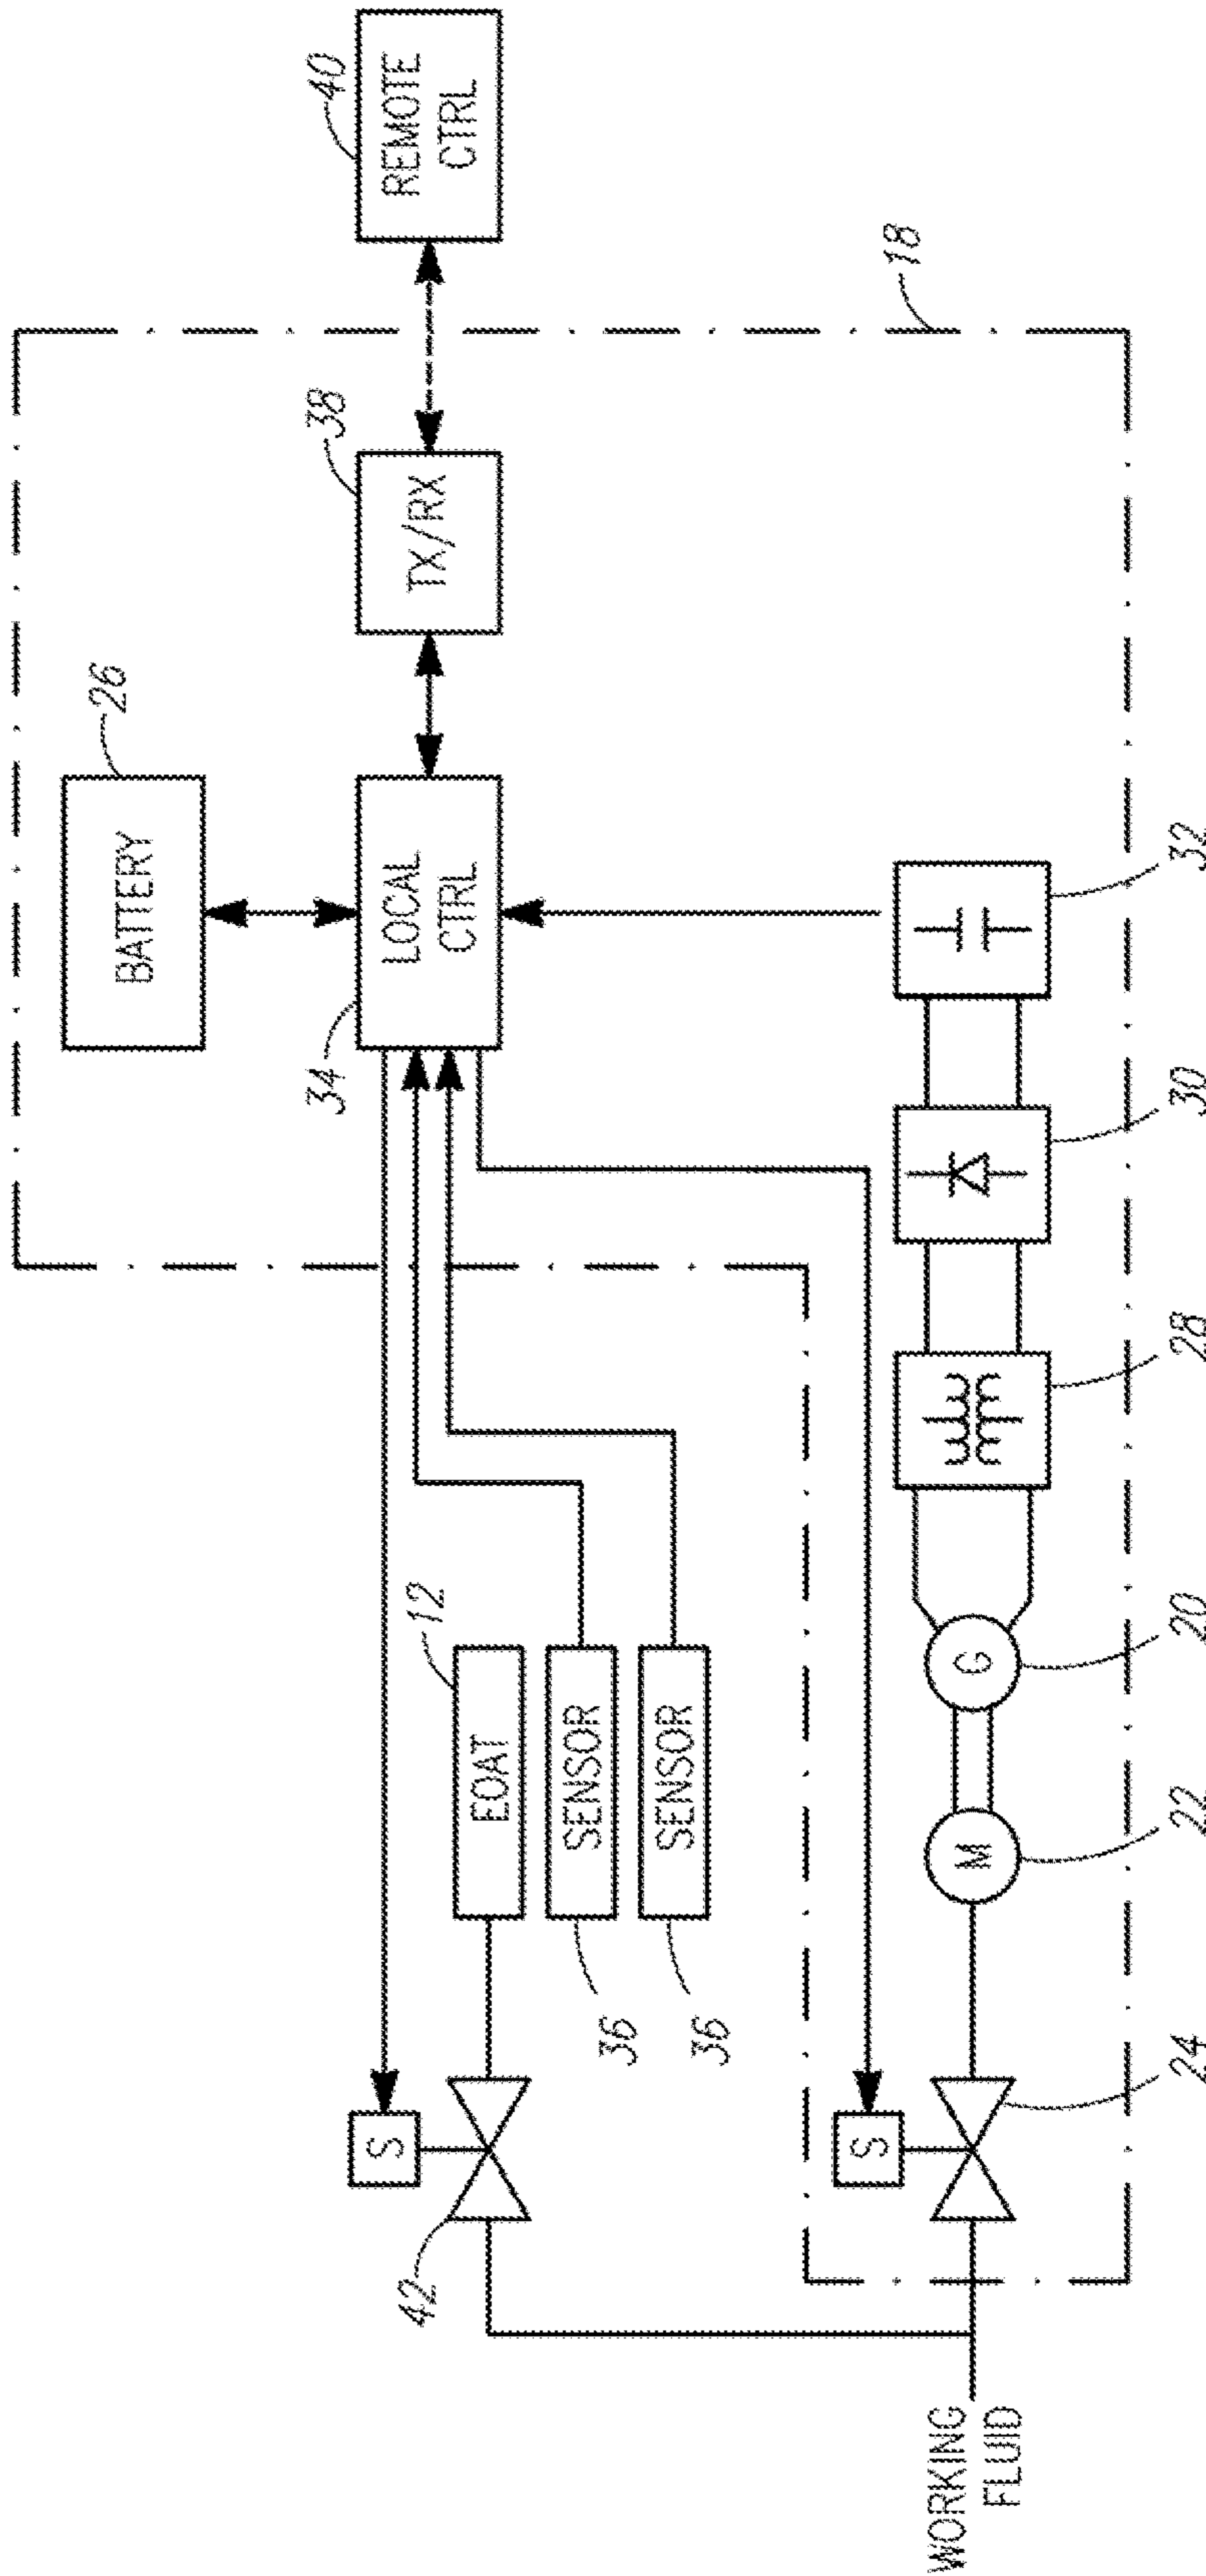 BATTERY
26
40
REMOTE
CTRL
38
TX/RX
34
LOCAL
CTRL
18
12
EOAT
SENSOR
36
SENSOR
36
S
42
S
32
30
28
G
20
M
22
24
WORKING
FLUID